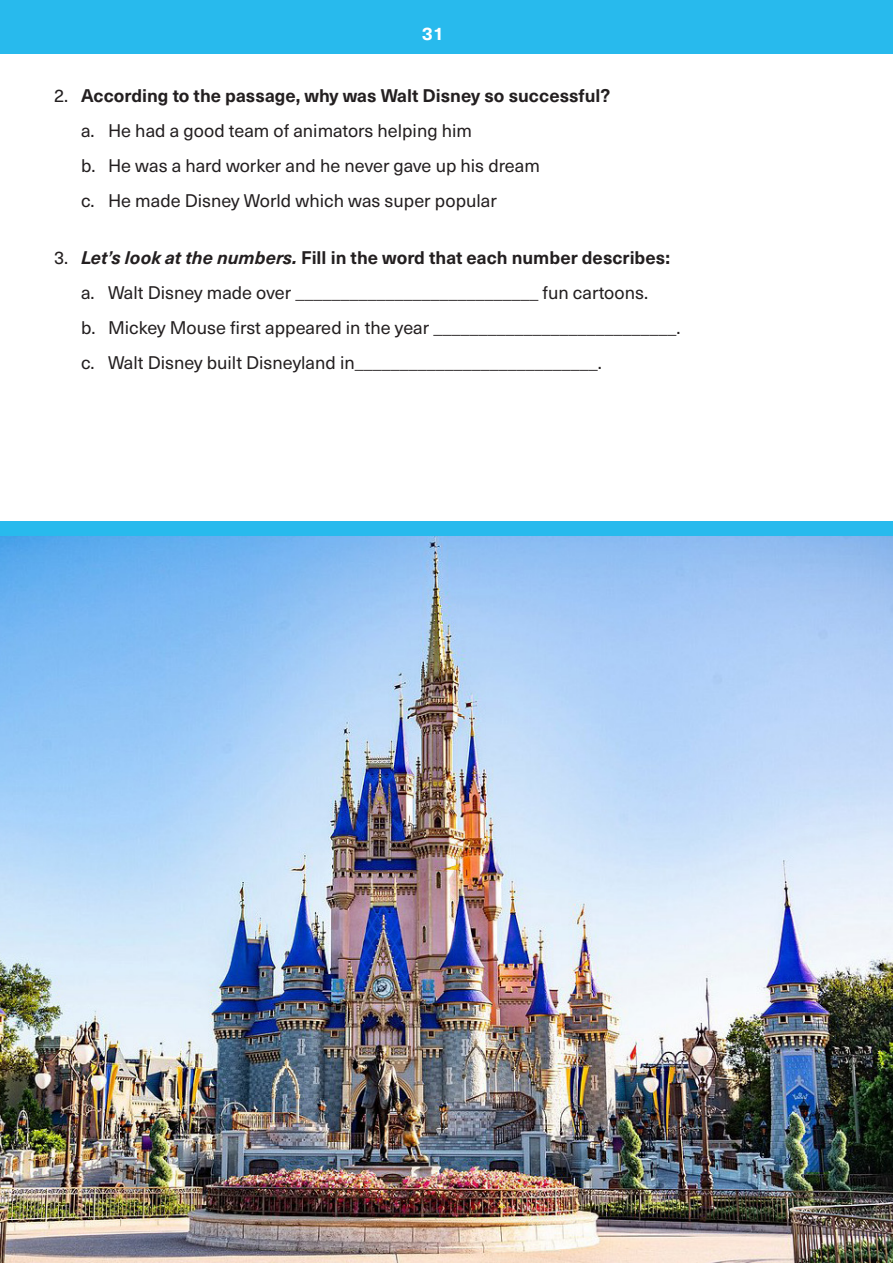 31
2. According to the passage, why was Walt Disney so successful?
a. He had a good team of animators helping him
b. He was a hard worker and he never gave up his dream
c. He made Disney World which was super popular
3. Let's look at the numbers. Fill in the word that each number describes:
a. Walt Disney made over ___________________________ fun cartoons.
b. Mickey Mouse first appeared in the year ___________________________.
c. Walt Disney built Disneyland in___________________________.